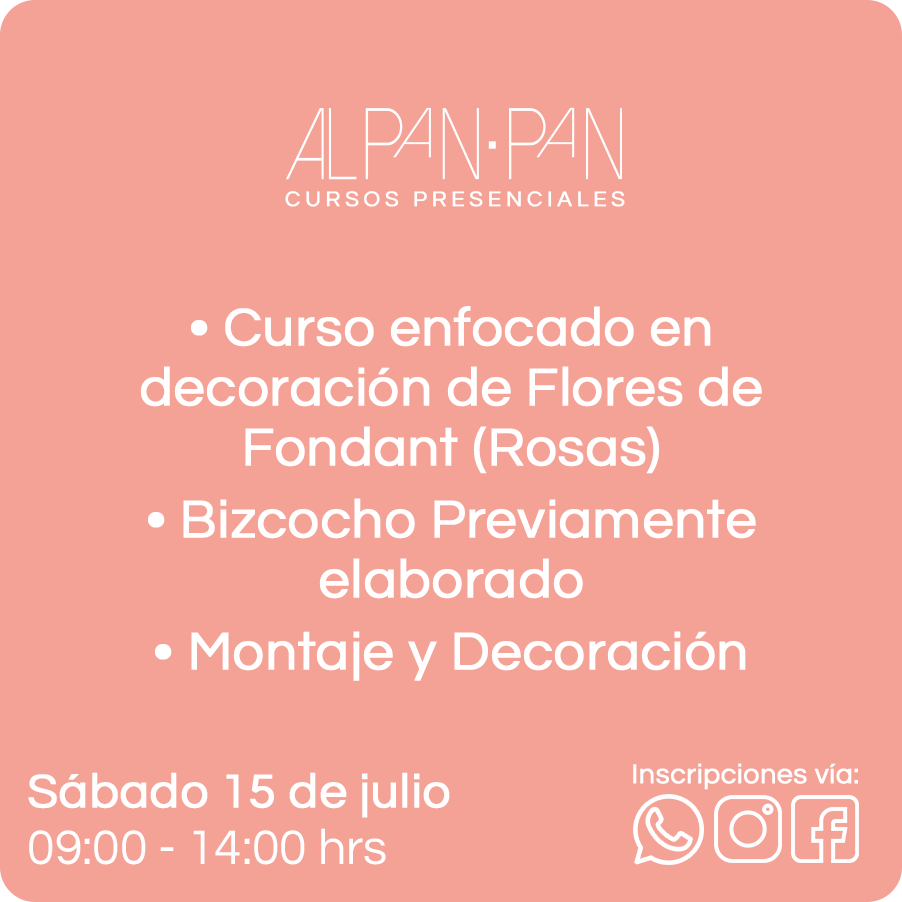 ALPAN·PAN
CURSOS PRESENCIALES
• Curso enfocado en
decoración de Flores de
Fondant (Rosas)
• Bizcocho Previamente
elaborado
• Montaje y Decoración
Sábado 15 de julio
09:00 - 14:00 hrs
Inscripciones vía: